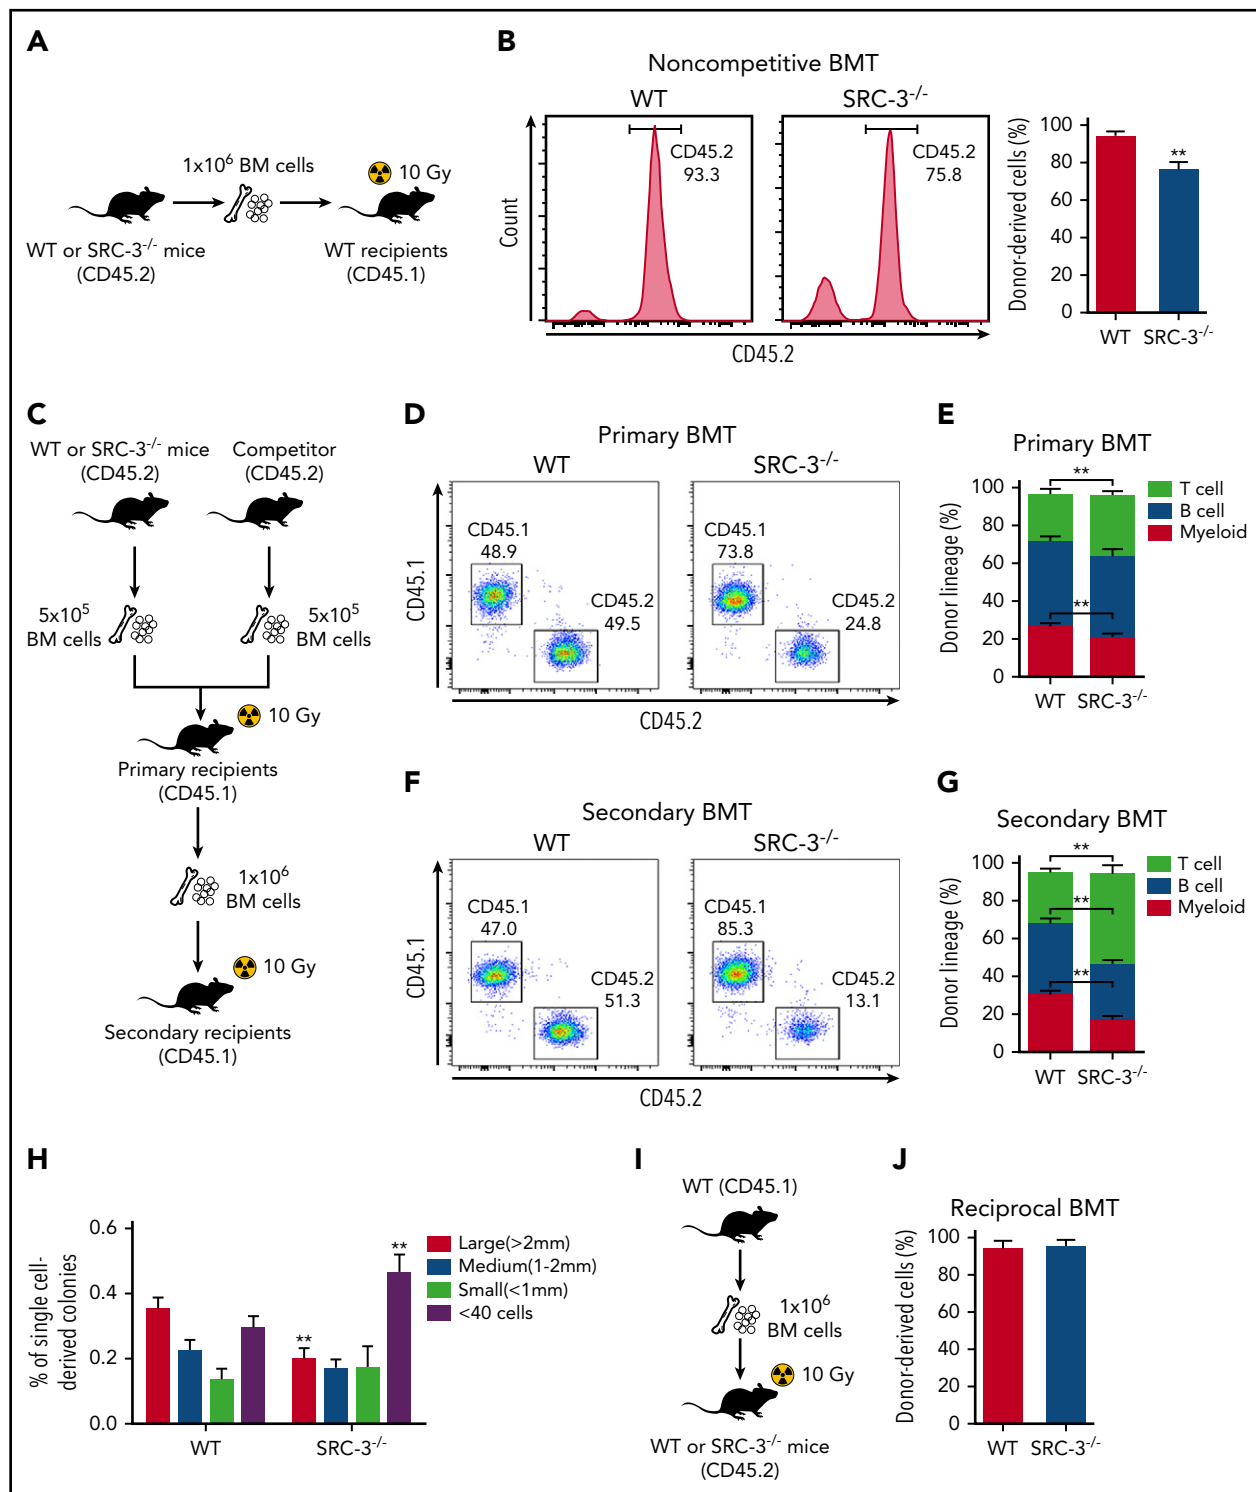 A
1x10⁶ BM cells
10 Gy
WT or SRC-3⁻/⁻ mice
(CD45.2)
WT recipients
(CD45.1)
B
Noncompetitive BMT
WT
SRC-3⁻/⁻
Count
CD45.2
93.3
CD45.2
75.8
CD45.2
Donor-derived cells (%)
100
80
60
40
20
0
**
WT
SRC-3⁻/⁻
C
WT or SRC-3⁻/⁻ mice
(CD45.2)
Competitor
(CD45.2)
5x10⁵
BM cells
5x10⁵
BM cells
10 Gy
Primary recipients
(CD45.1)
1x10⁶
BM cells
10 Gy
Secondary recipients
(CD45.1)
D
Primary BMT
WT
SRC-3⁻/⁻
CD45.1
CD45.1
48.9
CD45.2
49.5
CD45.1
73.8
CD45.2
24.8
CD45.2
E
Primary BMT
Donor lineage (%)
100
80
60
40
20
0
**
**
T cell
B cell
Myeloid
WT
SRC-3⁻/⁻
F
Secondary BMT
WT
SRC-3⁻/⁻
CD45.1
CD45.1
47.0
CD45.2
51.3
CD45.1
85.3
CD45.2
13.1
CD45.2
G
Secondary BMT
Donor lineage (%)
100
80
60
40
20
0
**
**
**
T cell
B cell
Myeloid
WT
SRC-3⁻/⁻
H
% of single cell-
derived colonies
0.6
0.4
0.2
0.0
**
**
Large(>2mm)
Medium(1-2mm)
Small(<1mm)
<40 cells
WT
SRC-3⁻/⁻
I
WT (CD45.1)
1x10⁶
BM cells
10 Gy
WT or SRC-3⁻/⁻ mice
(CD45.2)
J
Reciprocal BMT
Donor-derived cells (%)
100
80
60
40
20
0
WT
SRC-3⁻/⁻